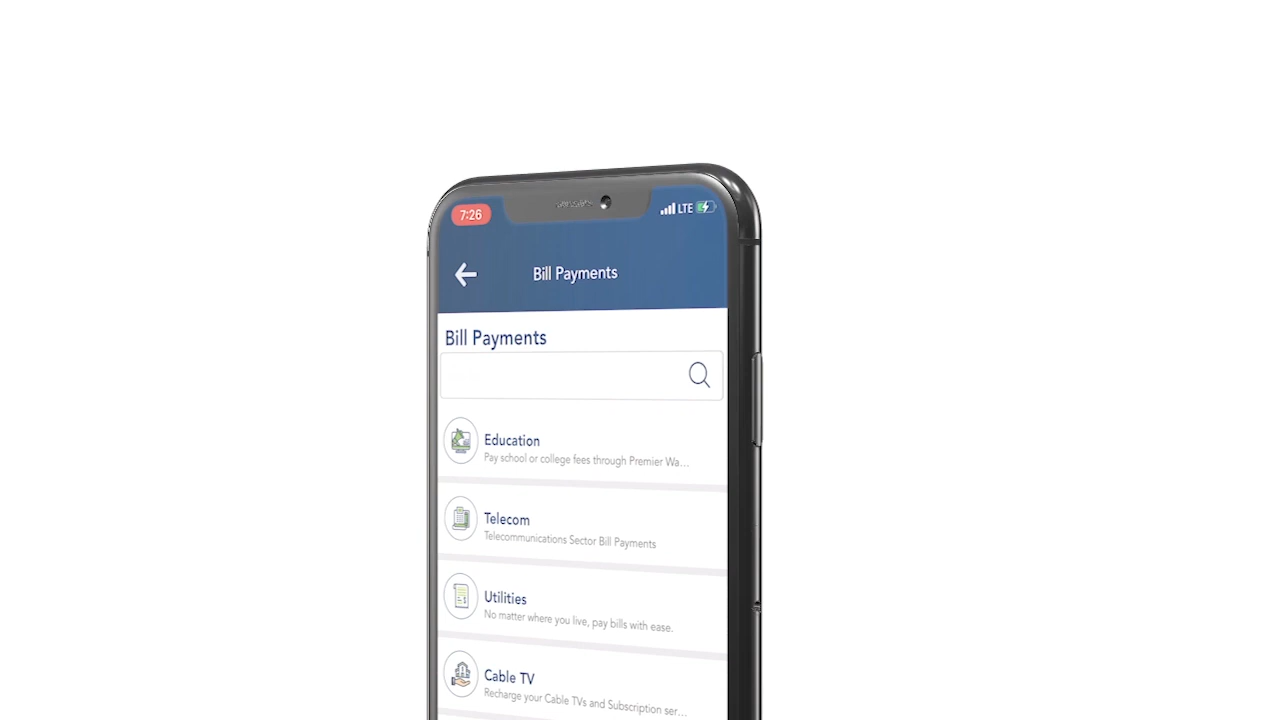 7:26
LTE
Bill Payments
Bill Payments
Education
Pay school or college fees through Premier Wa...
Telecom
Telecommunications Sector Bill Payments
Utilities
No matter where you live, pay bills with ease.
Cable TV
Recharge your Cable TVs and Subscription ser...